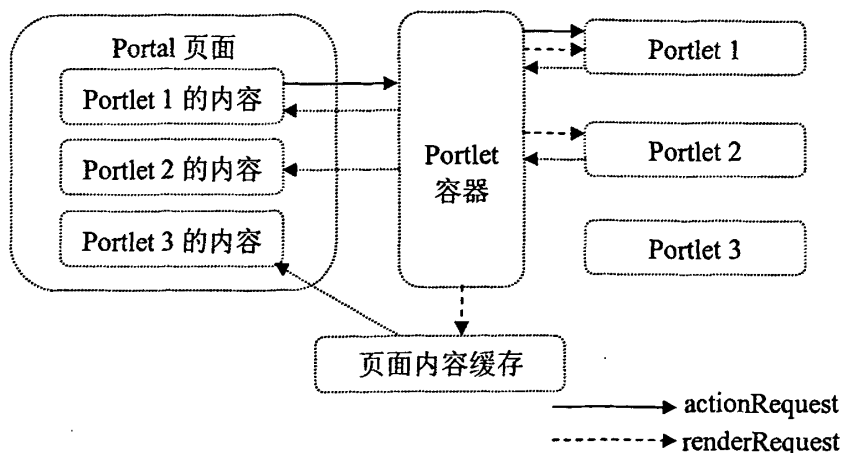 Portal 页面
Portlet 1 的内容
Portlet 2 的内容
Portlet 3 的内容
Portlet
容器
Portlet 1
Portlet 2
Portlet 3
页面内容缓存
actionRequest
renderRequest